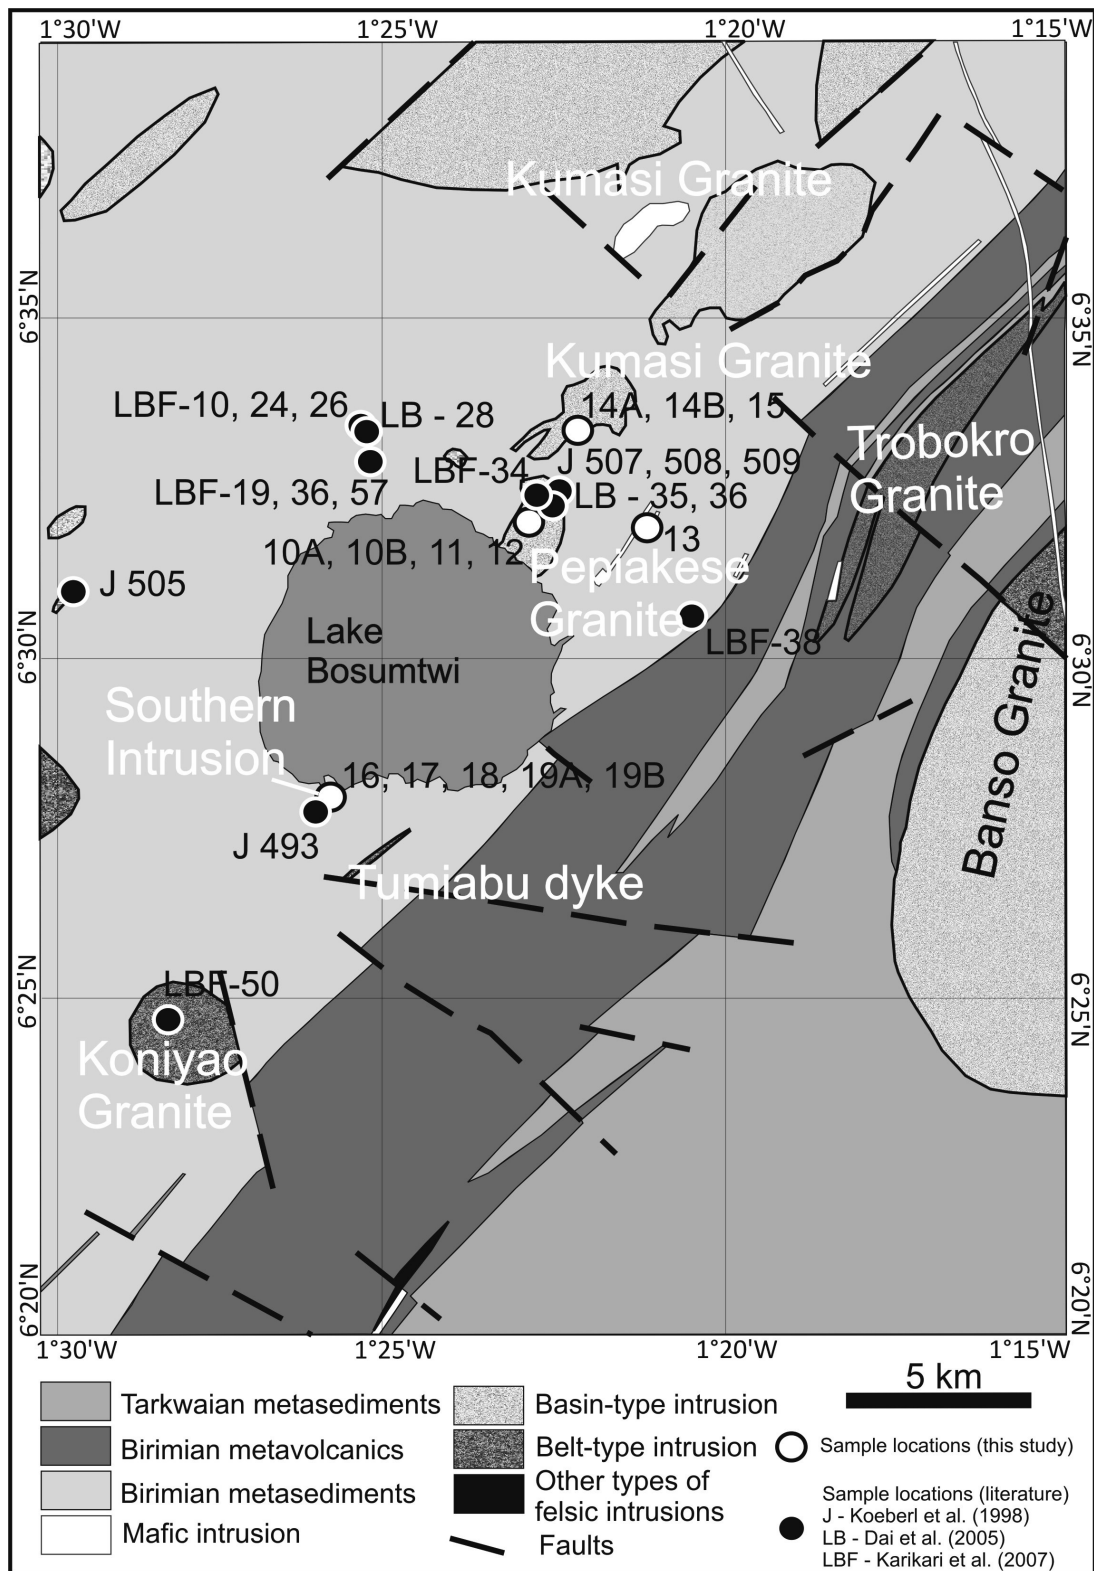 1°30'W
1°25'W
1°20'W
1°15'W
Kumasi Granite
6°35'N
6°35'N
Kumasi Granite
LBF-10, 24, 26
LB - 28
14A, 14B, 15
Trobokro
Granite
LBF-34
J 507, 508, 509
LBF-19, 36, 57
LB - 35, 36
10A, 10B, 11, 12
13
Pepiakese
Granite
J 505
LBF-38
Lake
Bosumtwi
6°30'N
6°30'N
Banso Granite
Southern
Intrusion
16, 17, 18, 19A, 19B
J 493
Tumiabu dyke
LBF-50
6°25'N
6°25'N
Koniyao
Granite
6°20'N
6°20'N
1°30'W
1°25'W
1°20'W
1°15'W
5 km
Tarkwaian metasediments
Birimian metavolcanics
Birimian metasediments
Mafic intrusion
Basin-type intrusion
Belt-type intrusion
Other types of
felsic intrusions
Faults
Sample locations (this study)
Sample locations (literature)
J - Koeberl et al. (1998)
LB - Dai et al. (2005)
LBF - Karikari et al. (2007)